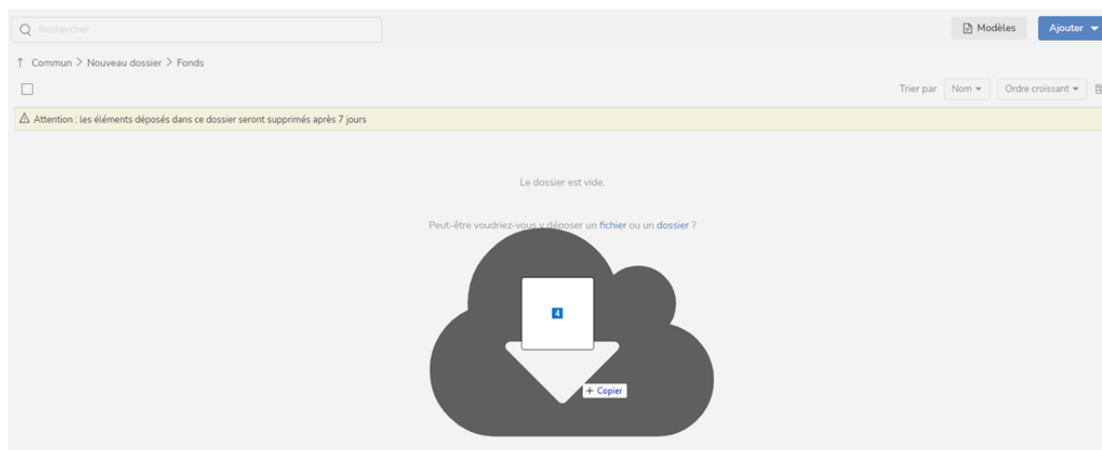 Rechercher
Modèles
Ajouter
Commun > Nouveau dossier > Fonds
Trier par Nom Ordre croissant
Attention : les éléments déposés dans ce dossier seront supprimés après 7 jours
Le dossier est vide.
Peut-être voudriez-vous y déposer un fichier ou un dossier ?
4
+ Copier